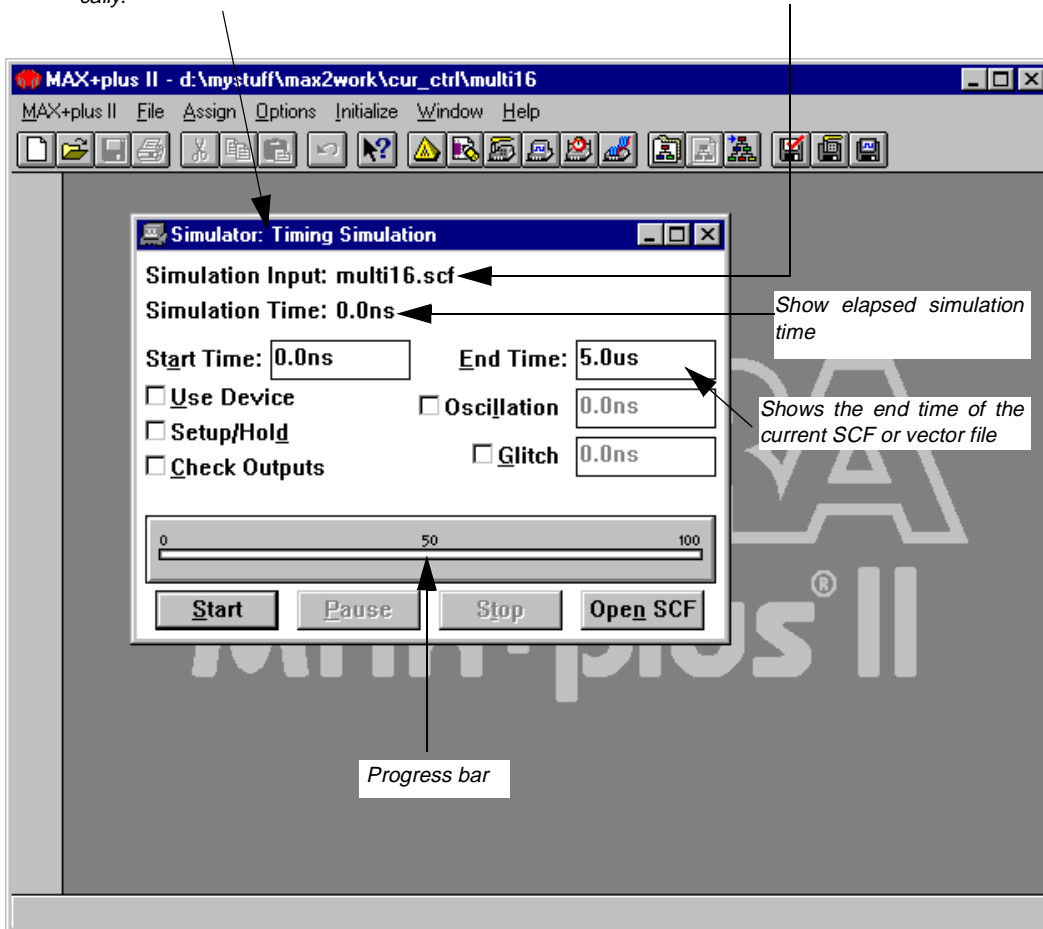 cally.
MAX+plus II - d:\mystuff\max2work\cur_ctrl\multi16
MAX+plus II File Assign Options Initialize Window Help
Simulator: Timing Simulation
Simulation Input: multi16.scf
Simulation Time: 0.0ns
Show elapsed simulation
time
Start Time: 0.0ns End Time: 5.0us
Use Device
Oscillation 0.0ns
Shows the end time of the
current SCF or vector file
Setup/Hold
Glitch 0.0ns
Check Outputs
0 50 100
Start Pause Stop Open SCF
plus® II
Progress bar